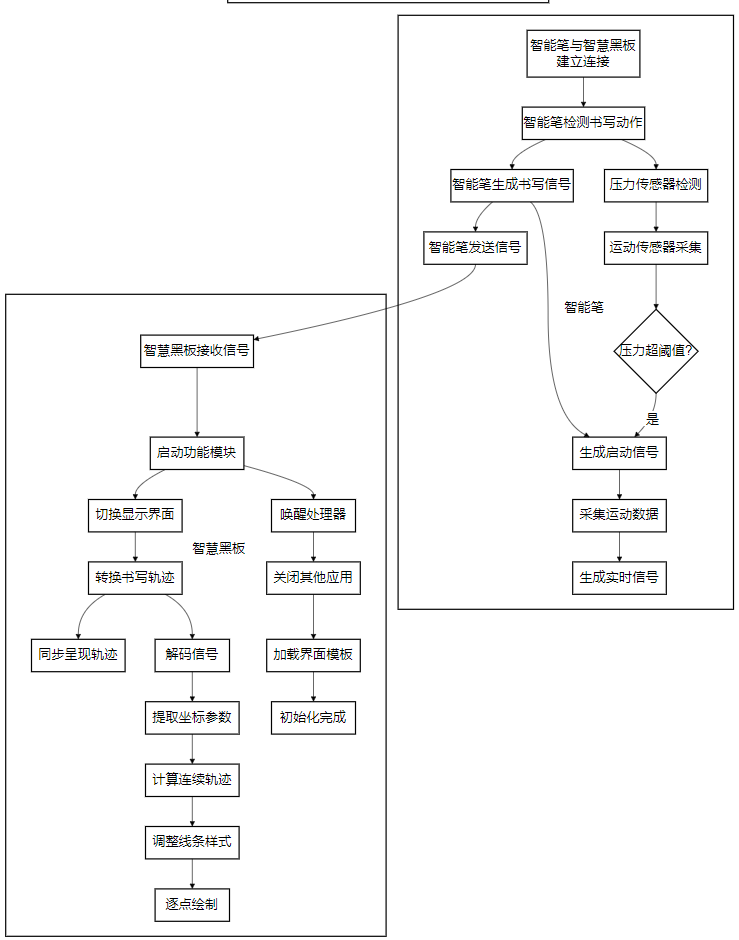 智能笔与智慧黑板
建立连接
智能笔检测书写动作
智能笔生成书写信号
压力传感器检测
智能笔发送信号
运动传感器采集
智能笔
智慧黑板接收信号
压力超阈值?
是
启动功能模块
生成启动信号
切换显示界面
唤醒处理器
采集运动数据
智慧黑板
转换书写轨迹
关闭其他应用
生成实时信号
同步呈现轨迹
解码信号
加载界面模板
提取坐标参数
初始化完成
计算连续轨迹
调整线条样式
逐点绘制